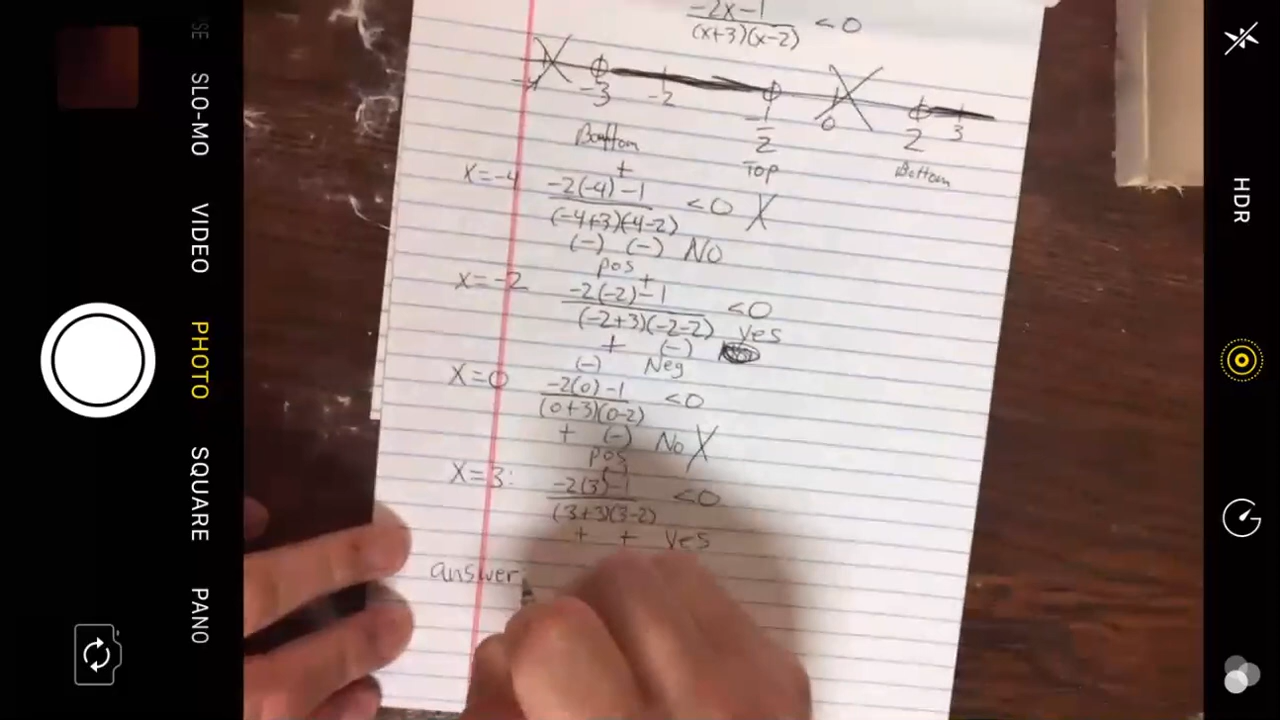 -2x-1
(x+3)(x-2) <0
-4 -3 -2 -1/2 0 2 3
Bottom Top Bottom
+
x=-4 -2(-4)-1
(-4+3)(-4-2) <0 X
(-) (-) NO
pos
+
x=-2 -2(-2)-1
(-2+3)(-2-2) <0
+ (-) yes
(-) Neg
x=0 -2(0)-1
(0+3)(0-2) <0
+ (-) No X
pos
(-)
x=3: -2(3)-1
(3+3)(3-2) <0
+ + yes
answer:
SLO-MO
VIDEO
PHOTO
SQUARE
PANO
HDR